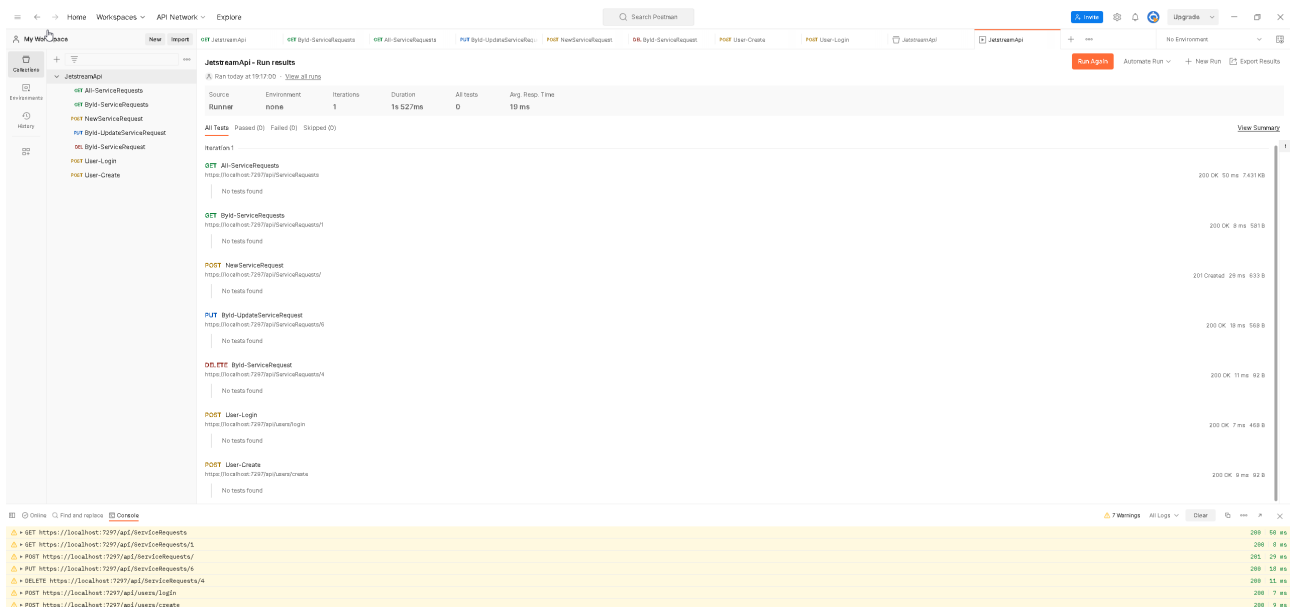 Home Workspaces API Network Explore Search Postman Invite Upgrade
My Workspace New Import GET JetstreamApi GET ById-ServiceRequests GET All-ServiceRequests PUT ById-UpdateServiceReq POST NewServiceRequest DEL ById-ServiceRequest POST User-Create POST User-Login JetstreamApi JetstreamApi No Environment
Collections
Environments
History
JetstreamApi
GET All-ServiceRequests
GET ById-ServiceRequests
POST NewServiceRequest
PUT ById-UpdateServiceRequest
DEL ById-ServiceRequest
POST User-Login
POST User-Create
JetstreamApi - Run results Run Again Automate Run + New Run Export Results
Ran today at 19:17:00 · View all runs
Source Environment Iterations Duration All tests Avg. Resp. Time
Runner none 1 1s 527ms 0 19 ms
All Tests Passed (0) Failed (0) Skipped (0) View Summary
Iteration 1
GET All-ServiceRequests
https://localhost:7297/api/ServiceRequests 200 OK 50 ms 7.431 KB
No tests found
GET ById-ServiceRequests
https://localhost:7297/api/ServiceRequests/1 200 OK 8 ms 581 B
No tests found
POST NewServiceRequest
https://localhost:7297/api/ServiceRequests/ 201 Created 29 ms 633 B
No tests found
PUT ById-UpdateServiceRequest
https://localhost:7297/api/ServiceRequests/6 200 OK 18 ms 568 B
No tests found
DELETE ById-ServiceRequest
https://localhost:7297/api/ServiceRequests/4 200 OK 11 ms 92 B
No tests found
POST User-Login
https://localhost:7297/api/users/login 200 OK 7 ms 468 B
No tests found
POST User-Create
https://localhost:7297/api/users/create 200 OK 9 ms 92 B
No tests found
Online Find and replace Console 7 Warnings All Logs Clear
GET https://localhost:7297/api/ServiceRequests 200 50 ms
GET https://localhost:7297/api/ServiceRequests/1 200 8 ms
POST https://localhost:7297/api/ServiceRequests/ 201 29 ms
PUT https://localhost:7297/api/ServiceRequests/6 200 18 ms
DELETE https://localhost:7297/api/ServiceRequests/4 200 11 ms
POST https://localhost:7297/api/users/login 200 7 ms
POST https://localhost:7297/api/users/create 200 9 ms